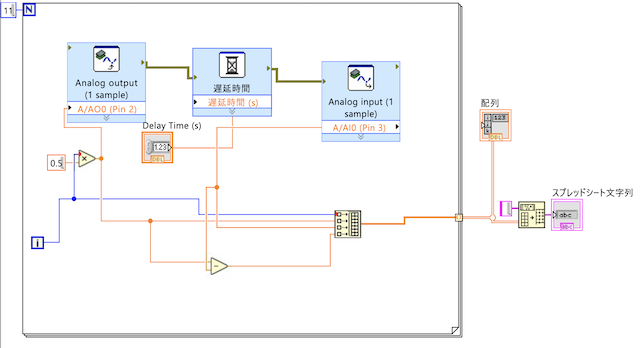 11
N
Analog output
(1 sample)
A/AO0 (Pin 2)
遅延時間
遅延時間 (s)
Analog input (1
sample)
A/AI0 (Pin 3)
Delay Time (s)
1.23
DBL
0.5
×
i
−
配列
1.23
DBL
スプレッドシート文字列
abc
abc